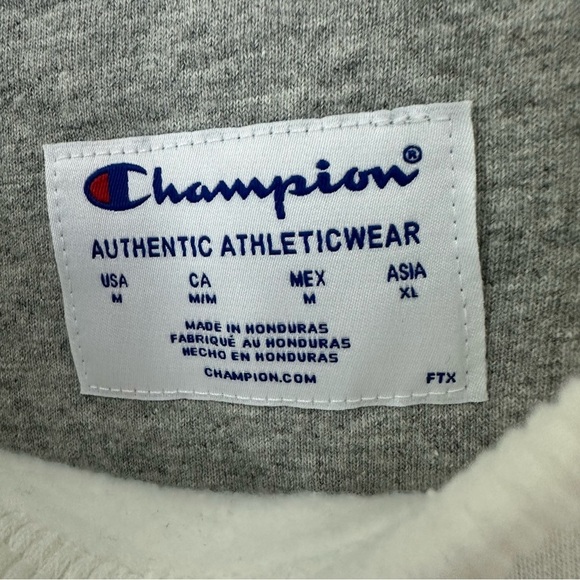 Champion®
AUTHENTIC ATHLETICWEAR
USA CA MEX ASIA
M M/M M XL
MADE IN HONDURAS
FABRIQUÉ AU HONDURAS
HECHO EN HONDURAS
CHAMPION.COM FTX